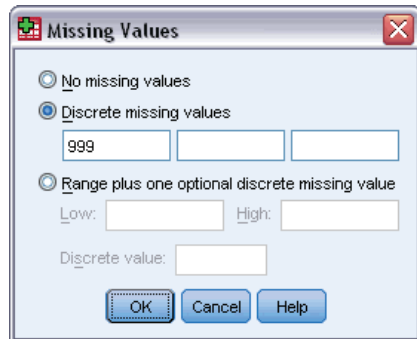 Missing Values
No missing values
Discrete missing values
999
Range plus one optional discrete missing value
Low: High:
Discrete value:
OK Cancel Help